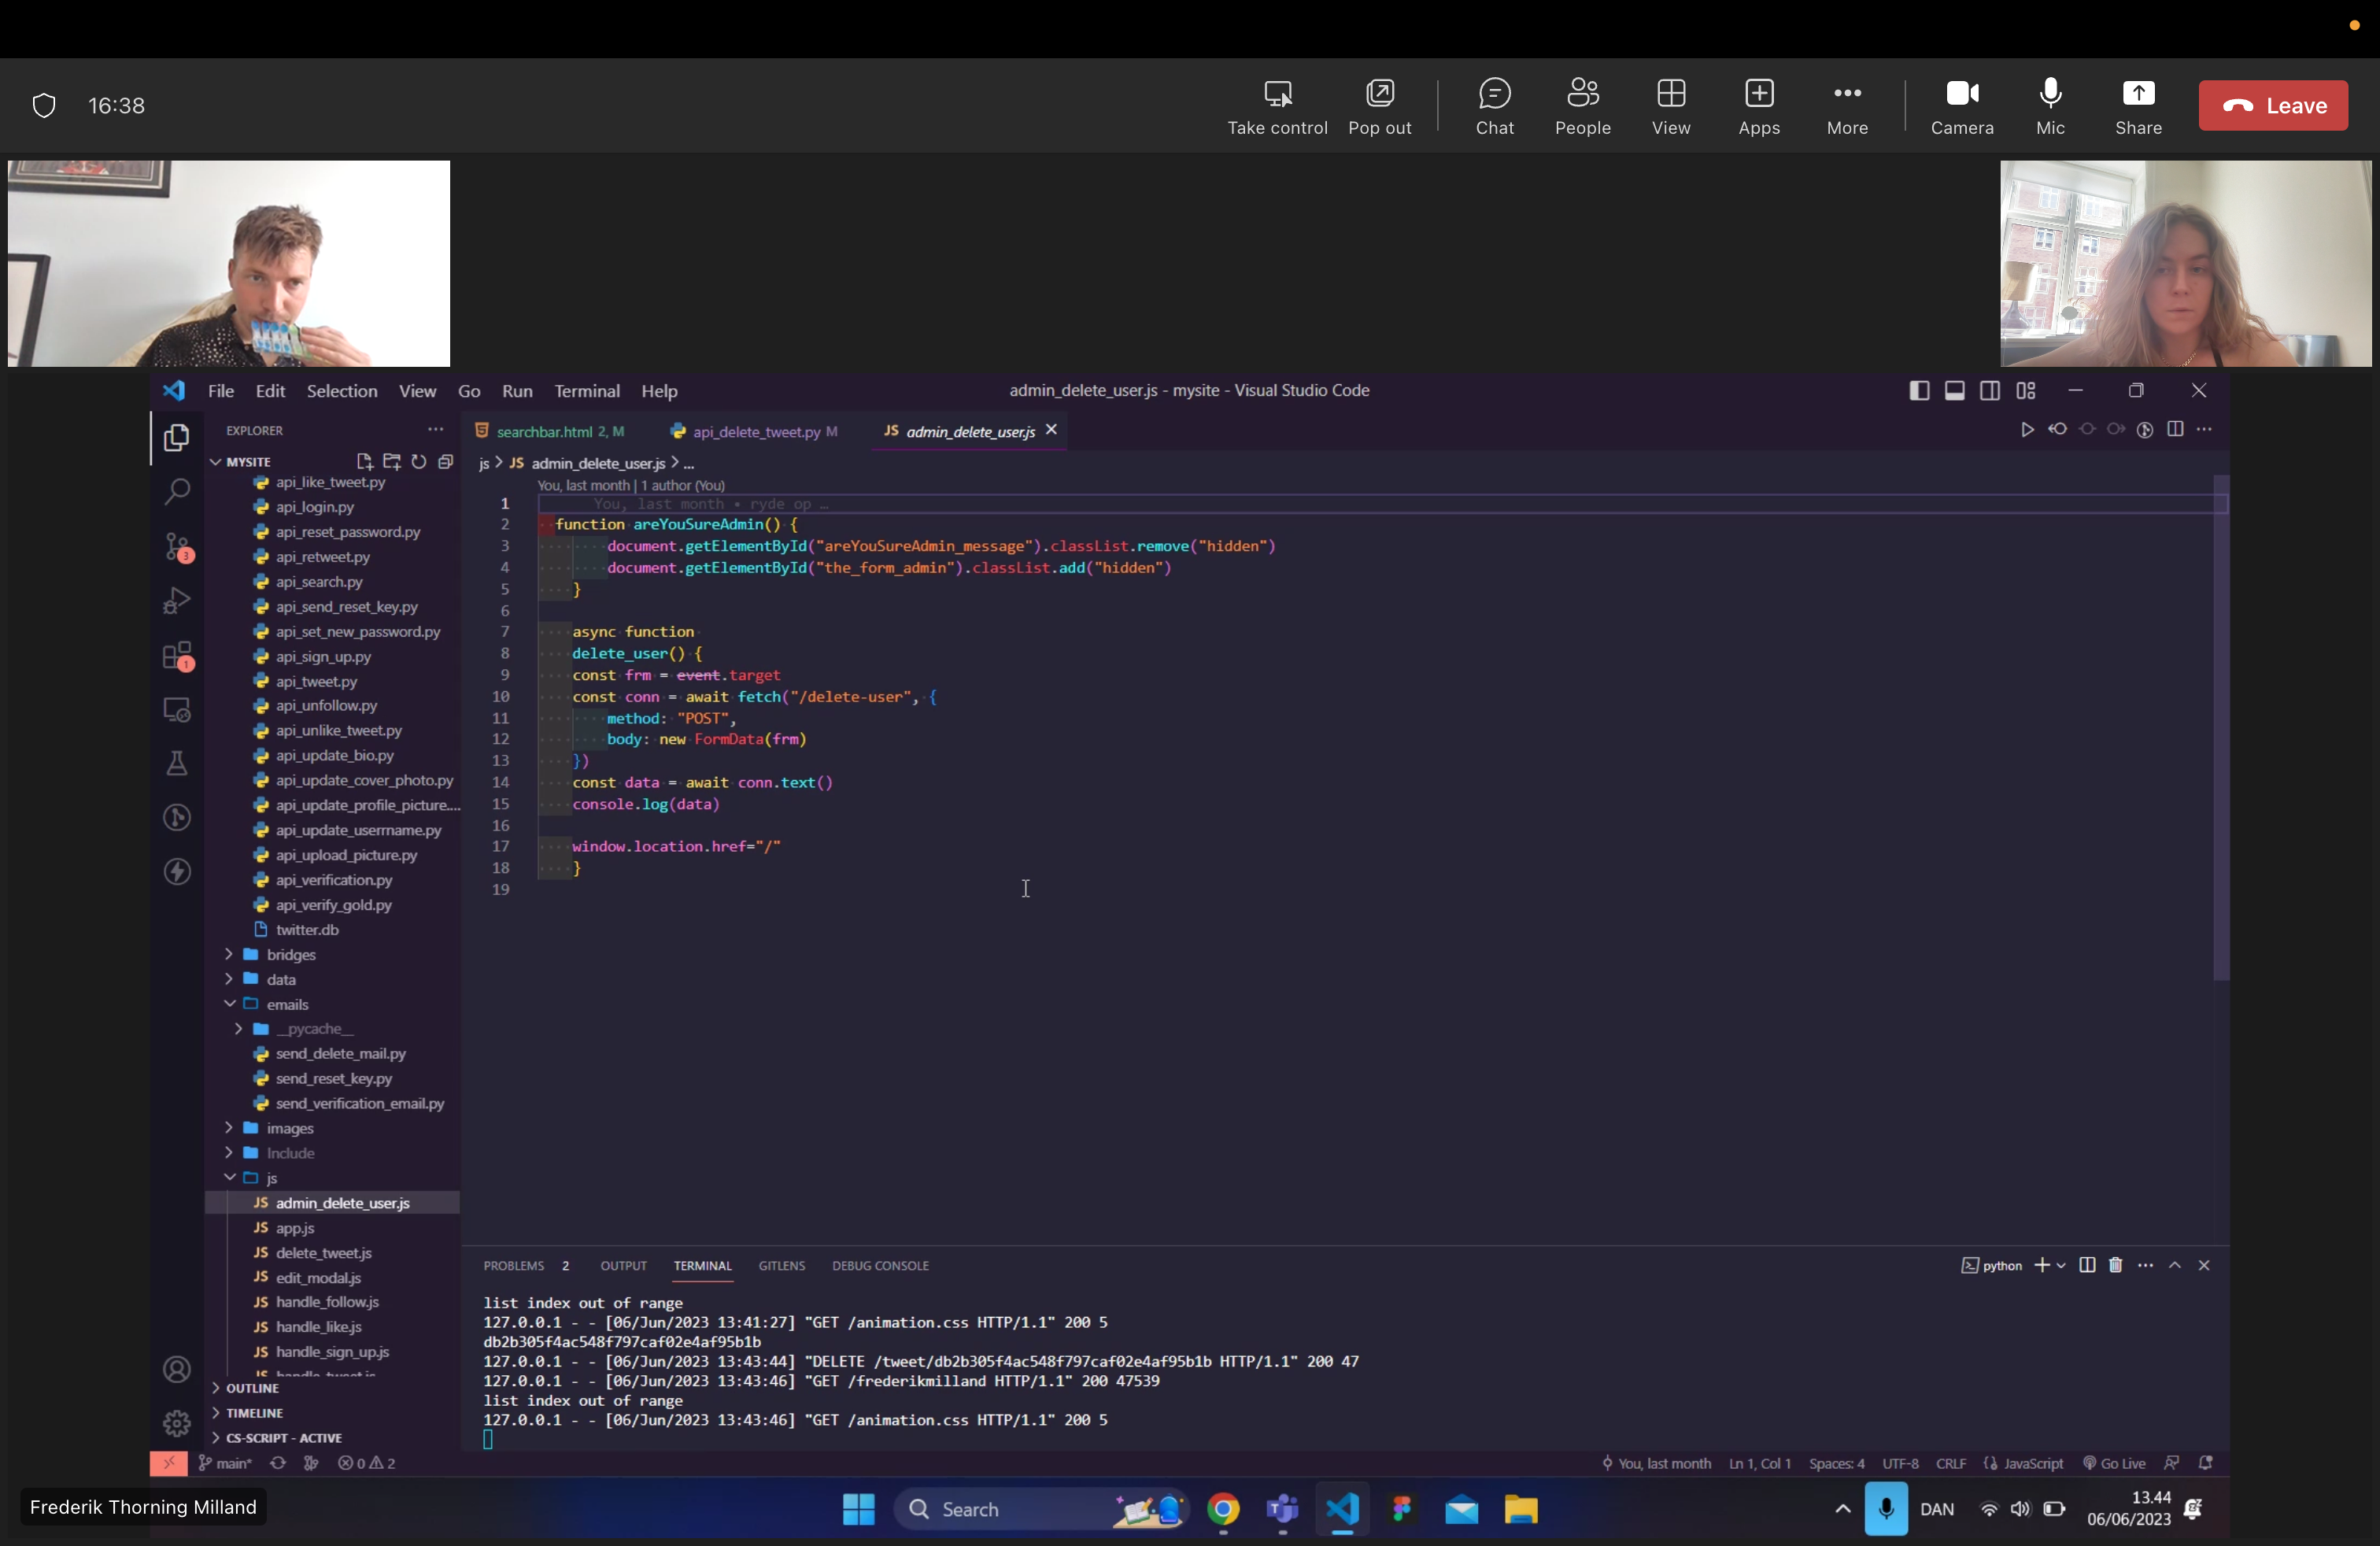 16:38
Take control
Pop out
Chat
People
View
Apps
More
Camera
Mic
Share
Leave
File Edit Selection View Go Run Terminal Help
admin_delete_user.js - mysite - Visual Studio Code
EXPLORER
searchbar.html 2, M
api_delete_tweet.py M
JS admin_delete_user.js
MYSITE
js > JS admin_delete_user.js > ...
api_like_tweet.py
api_login.py
api_reset_password.py
api_retweet.py
api_search.py
api_send_reset_key.py
api_set_new_password.py
api_sign_up.py
api_tweet.py
api_unfollow.py
api_unlike_tweet.py
api_update_bio.py
api_update_cover_photo.py
api_update_profile_picture....
api_update_usermame.py
api_upload_picture.py
api_verification.py
api_verify_gold.py
twitter.db
bridges
data
emails
__pycache__
send_delete_mail.py
send_reset_key.py
send_verification_email.py
images
Include
js
JS admin_delete_user.js
JS app.js
JS delete_tweet.js
JS edit_modal.js
JS handle_follow.js
JS handle_like.js
JS handle_sign_up.js
JS handle_tweet.js
OUTLINE
TIMELINE
CS-SCRIPT - ACTIVE
3
1
You, last month | 1 author (You)
1 You, last month • ryde op …
2 function areYouSureAdmin() {
3 document.getElementById("areYouSureAdmin_message").classList.remove("hidden")
4 document.getElementById("the_form_admin").classList.add("hidden")
5 }
6
7 async function
8 delete_user() {
9 const frm = event.target
10 const conn = await fetch("/delete-user", {
11 method: "POST",
12 body: new FormData(frm)
13 })
14 const data = await conn.text()
15 console.log(data)
16
17 window.location.href="/"
18 }
19
PROBLEMS 2 OUTPUT TERMINAL GITLENS DEBUG CONSOLE
python
list index out of range
127.0.0.1 - - [06/Jun/2023 13:41:27] "GET /animation.css HTTP/1.1" 200 5
db2b305f4ac548f797caf02e4af95b1b
127.0.0.1 - - [06/Jun/2023 13:43:44] "DELETE /tweet/db2b305f4ac548f797caf02e4af95b1b HTTP/1.1" 200 47
127.0.0.1 - - [06/Jun/2023 13:43:46] "GET /frederikmilland HTTP/1.1" 200 47539
list index out of range
127.0.0.1 - - [06/Jun/2023 13:43:46] "GET /animation.css HTTP/1.1" 200 5
main*
0 2
You, last month
Ln 1, Col 1
Spaces: 4
UTF-8
CRLF
JavaScript
Go Live
Frederik Thorning Milland
Search
DAN
13.44
06/06/2023